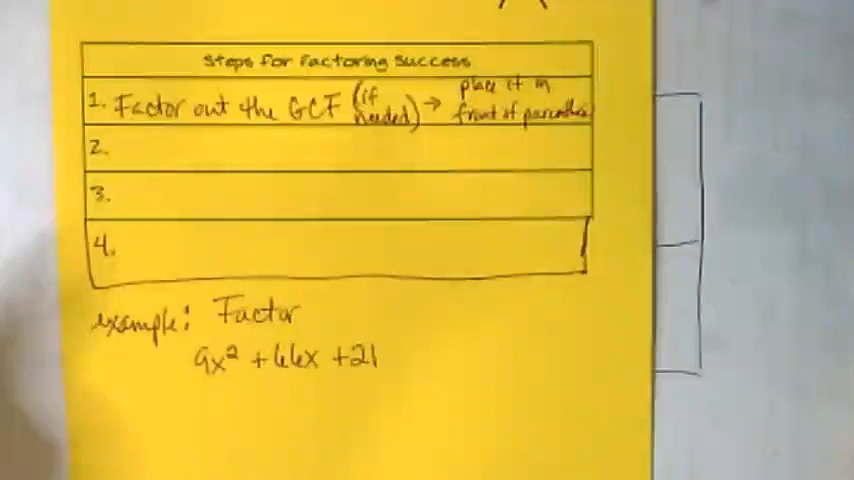 Steps for Factoring Success
1. Factor out the GCF (if needed) → place it in front of parenthesis
2.
3.
4.
example: Factor
9x² + 66x + 21